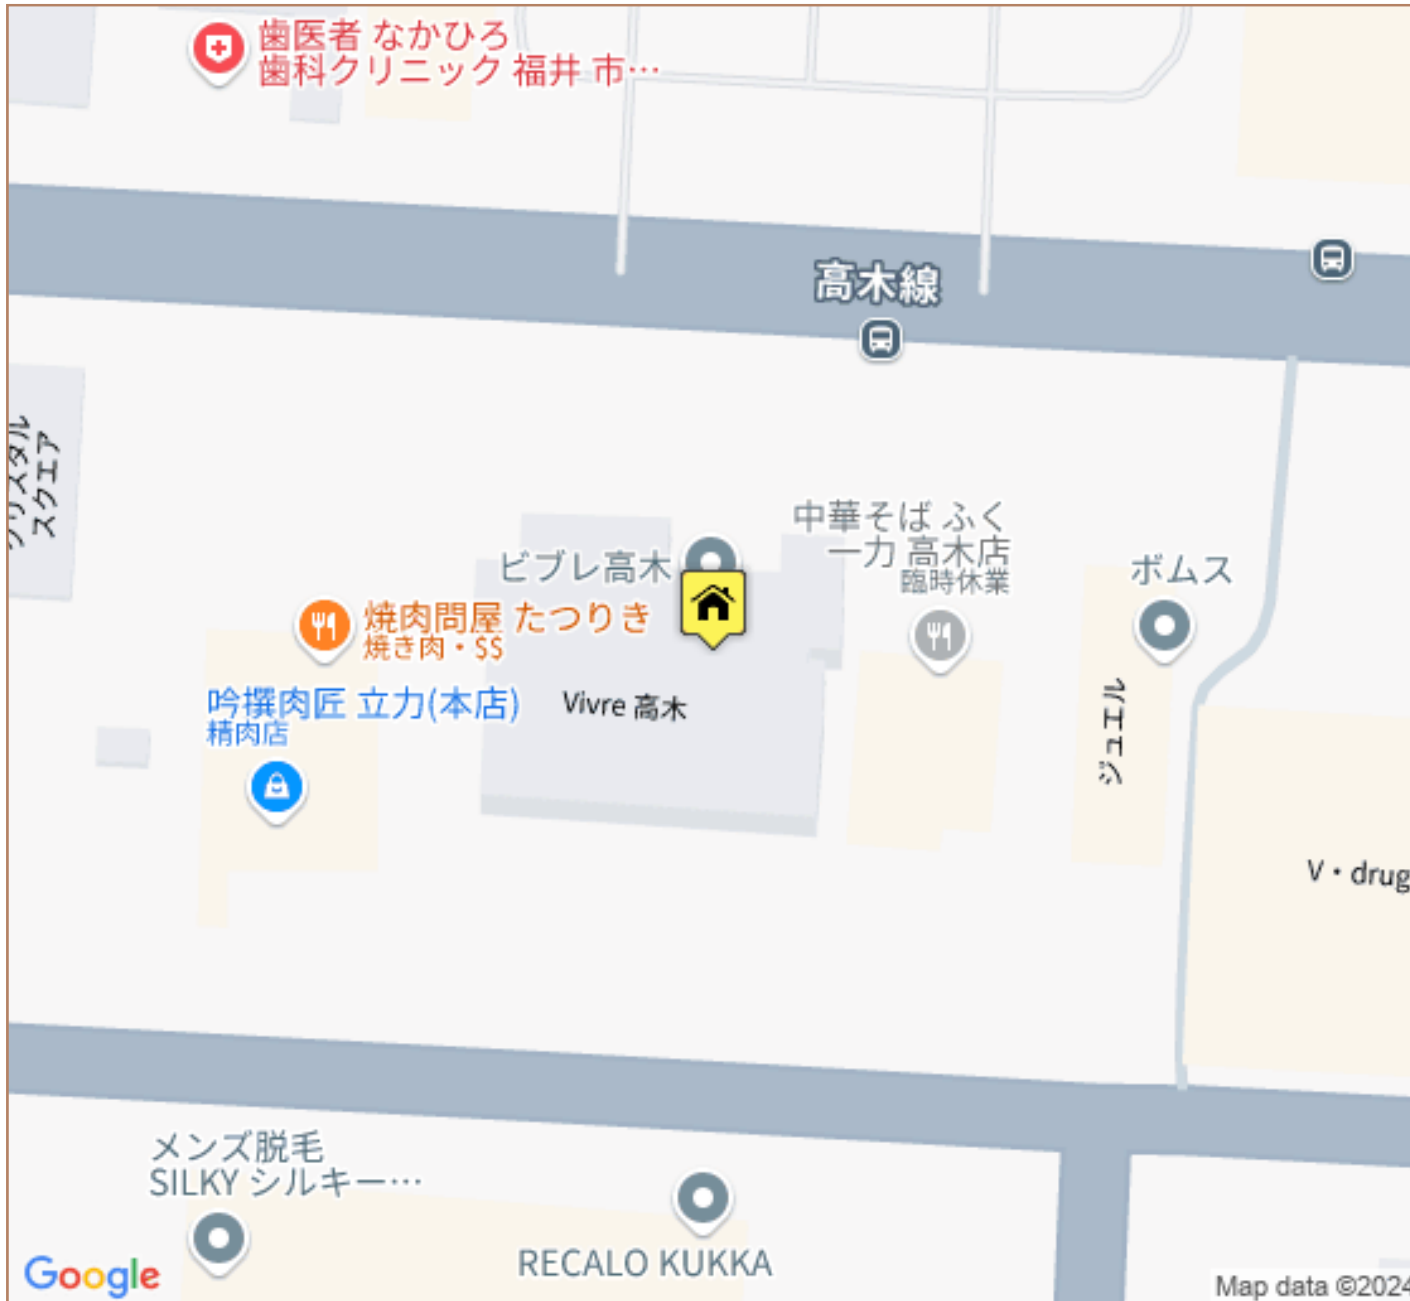 歯医者 なかひろ
歯科クリニック 福井 市…
高木線
クリスタル
スクエア
中華そば ふく
一力 高木店
臨時休業
ビブレ高木
ボムス
焼肉問屋 たつりき
焼き肉・$$
吟撰肉匠 立力(本店)
精肉店
Vivre 高木
ジュエル
V・drug
メンズ脱毛
SILKY シルキー…
RECALO KUKKA
Google
Map data ©2024